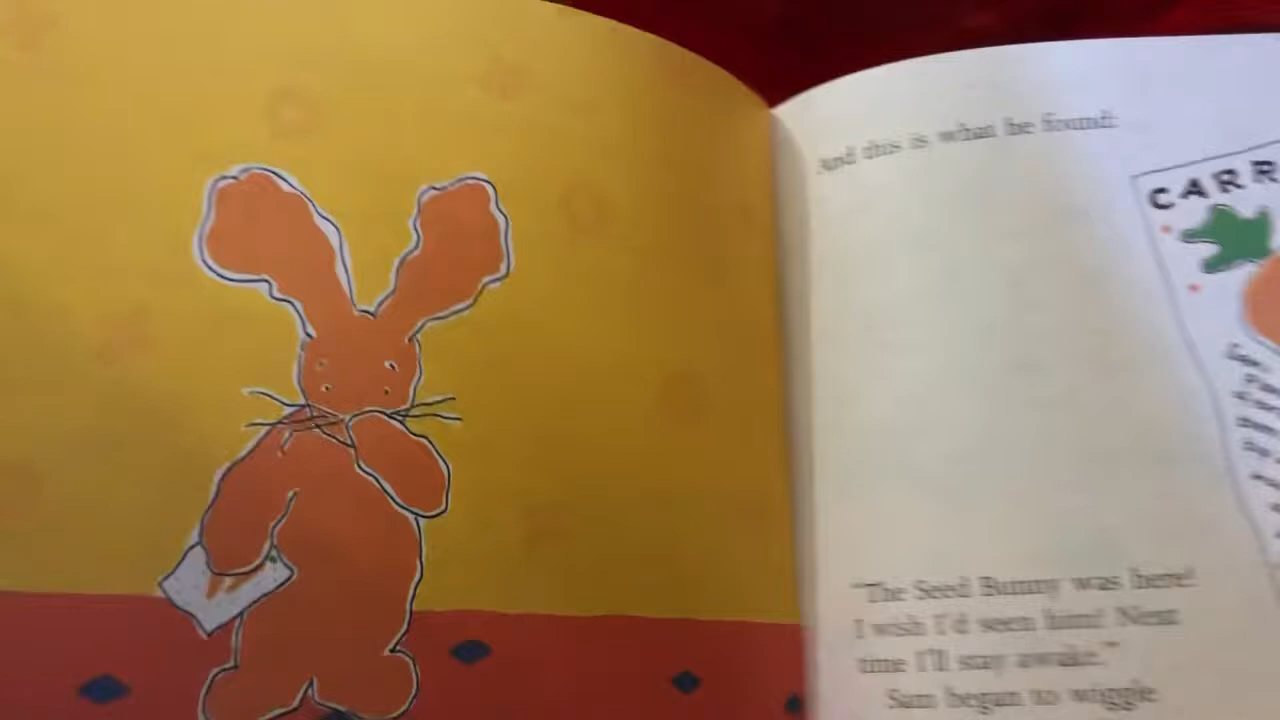 And this is what he found:
CARR
"The Seed Bunny was here!
I wish I'd seen him! Next
time I'll stay awake."
Sam began to wiggle